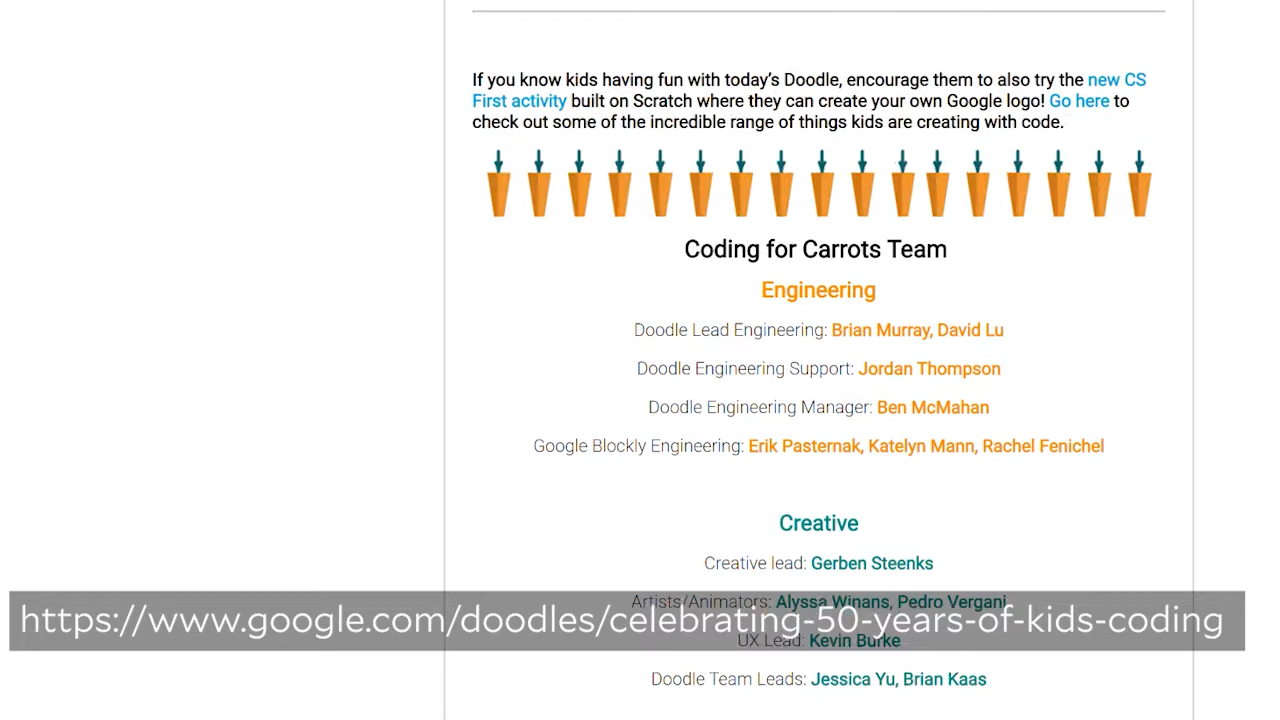 If you know kids having fun with today's Doodle, encourage them to also try the new CS
First activity built on Scratch where they can create your own Google logo! Go here to
check out some of the incredible range of things kids are creating with code.
Coding for Carrots Team
Engineering
Doodle Lead Engineering: Brian Murray, David Lu
Doodle Engineering Support: Jordan Thompson
Doodle Engineering Manager: Ben McMahan
Google Blockly Engineering: Erik Pasternak, Katelyn Mann, Rachel Fenichel
Creative
Creative lead: Gerben Steenks
Artists/Animators: Alyssa Winans, Pedro Vergani
https://www.google.com/doodles/celebrating-50-years-of-kids-coding
UX Lead: Kevin Burke
Doodle Team Leads: Jessica Yu, Brian Kaas